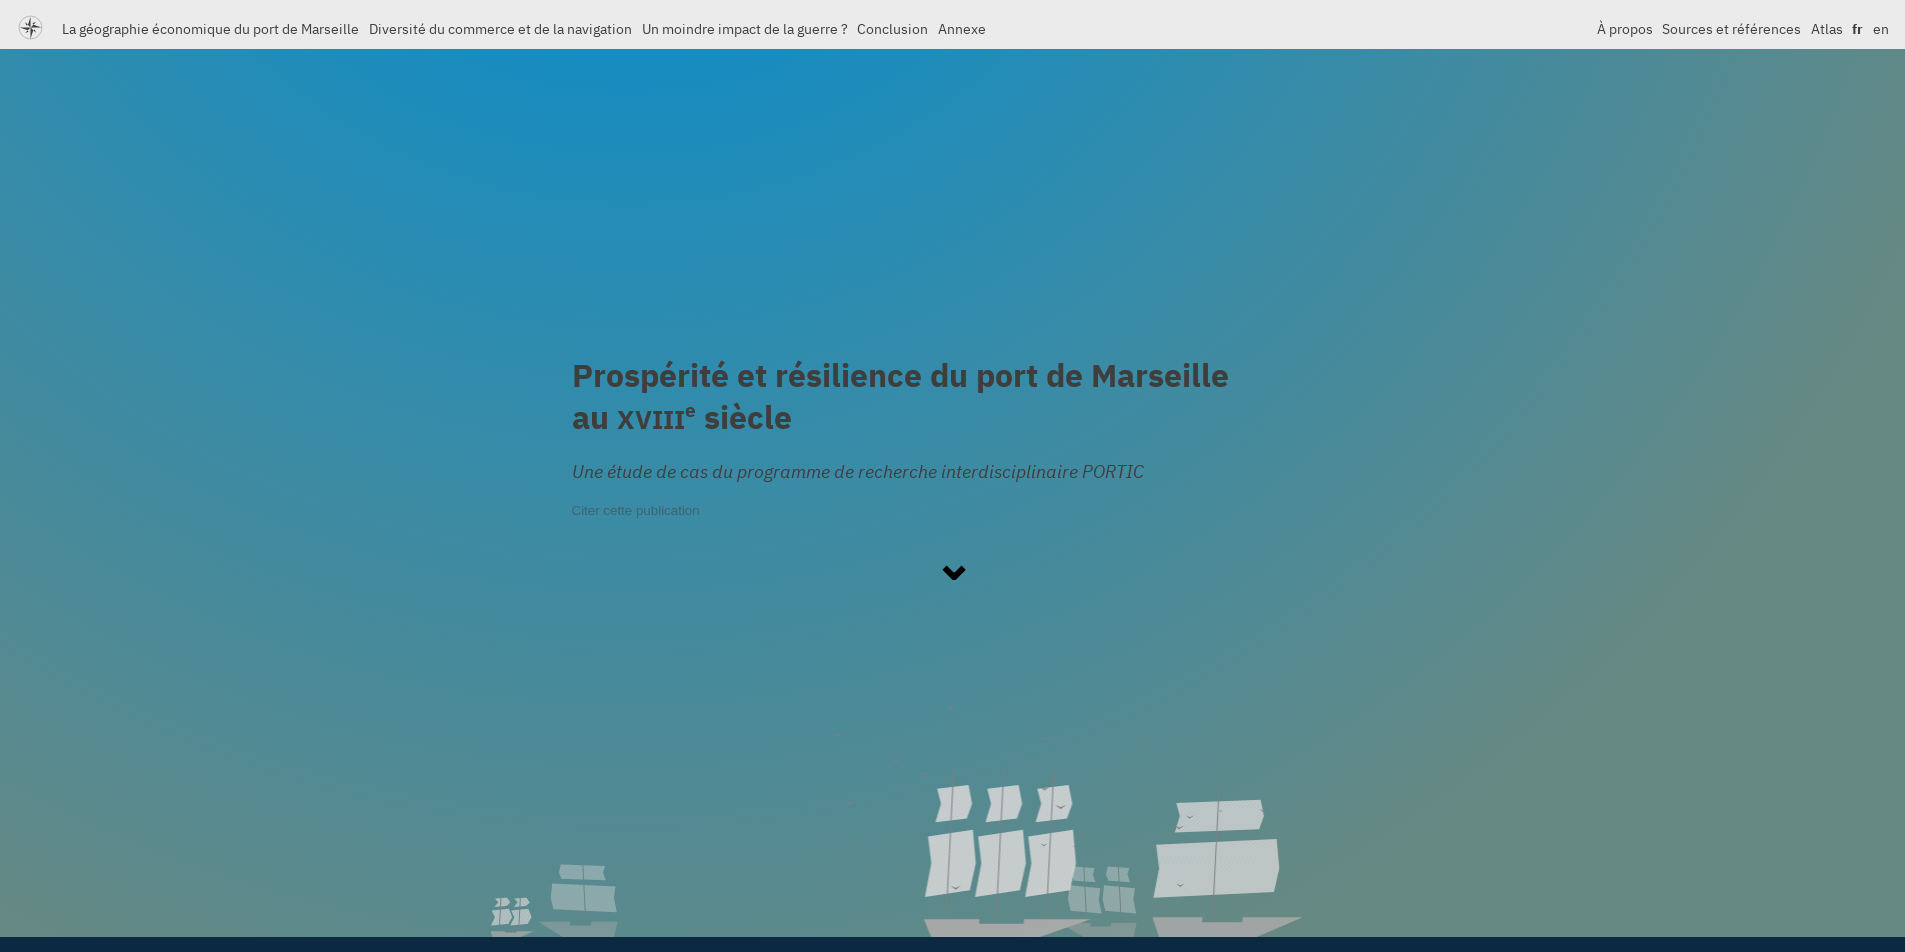 La géographie économique du port de Marseille Diversité du commerce et de la navigation Un moindre impact de la guerre ? Conclusion Annexe À propos Sources et références Atlas fr en
Prospérité et résilience du port de Marseille
au XVIIIe siècle
Une étude de cas du programme de recherche interdisciplinaire PORTIC
Citer cette publication